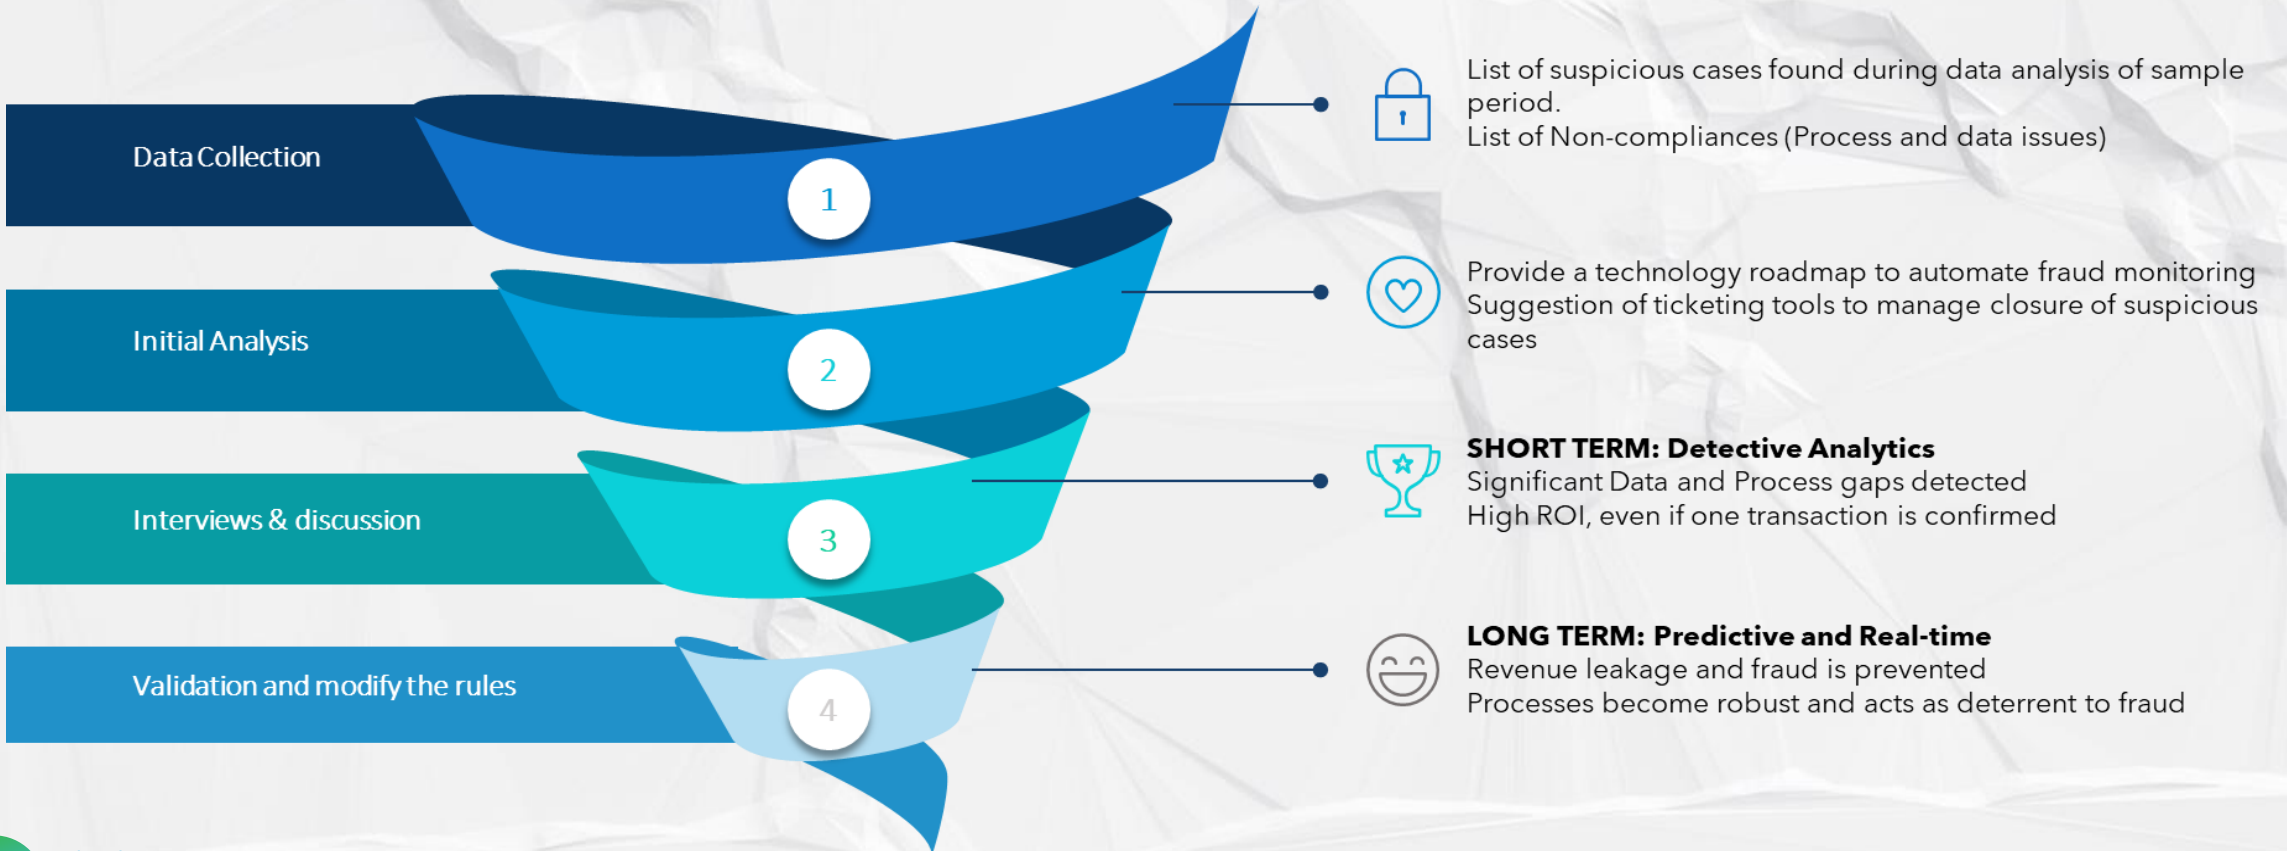 Data Collection
1
List of suspicious cases found during data analysis of sample
period.
List of Non-compliances (Process and data issues)
Initial Analysis
2
Provide a technology roadmap to automate fraud monitoring
Suggestion of ticketing tools to manage closure of suspicious
cases
Interviews & discussion
3
SHORT TERM: Detective Analytics
Significant Data and Process gaps detected
High ROI, even if one transaction is confirmed
Validation and modify the rules
4
LONG TERM: Predictive and Real-time
Revenue leakage and fraud is prevented
Processes become robust and acts as deterrent to fraud